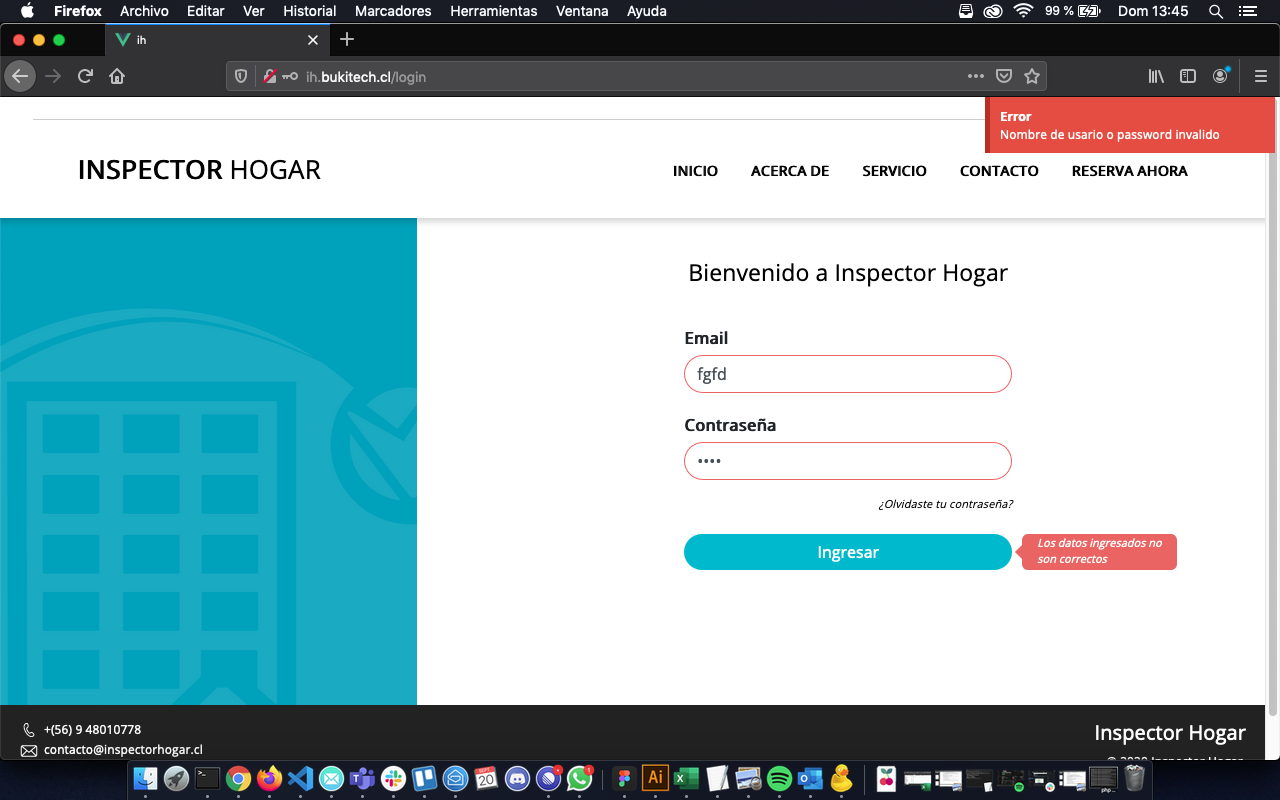 Firefox Archivo Editar Ver Historial Marcadores Herramientas Ventana Ayuda 99 % Dom 13:45
ih
ih.bukitech.cl/login
Error
Nombre de usario o password invalido
INSPECTOR HOGAR
INICIO ACERCA DE SERVICIO CONTACTO RESERVA AHORA
Bienvenido a Inspector Hogar
Email
fgfd
Contraseña
••••
¿Olvidaste tu contraseña?
Ingresar
Los datos ingresados no
son correctos
+(56) 9 48010778
Inspector Hogar
contacto@inspectorhogar.cl
SEPT
20
1
Ai